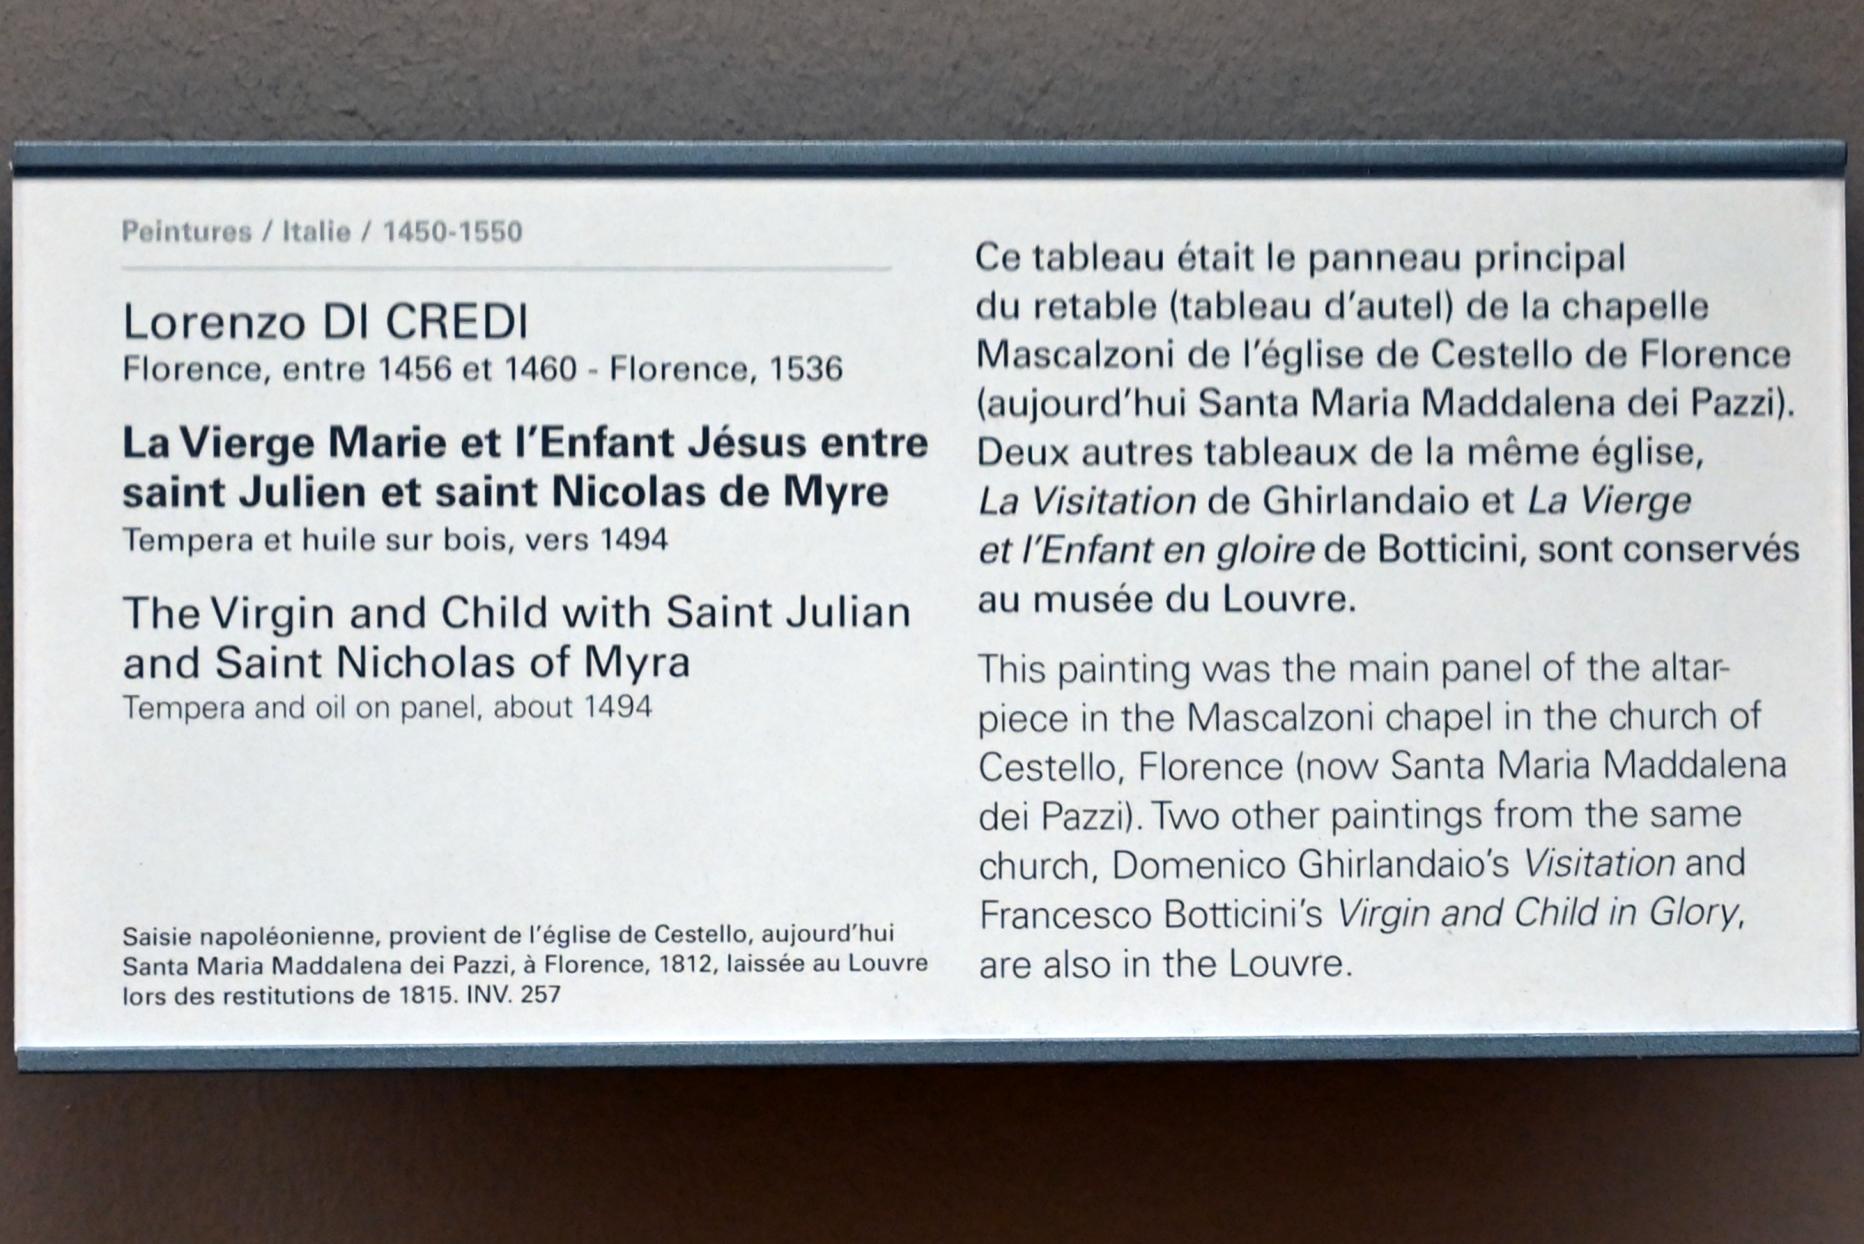 Peintures / Italie / 1450-1550
Lorenzo DI CREDI
Florence, entre 1456 et 1460 - Florence, 1536
La Vierge Marie et l'Enfant Jésus entre
saint Julien et saint Nicolas de Myre
Tempera et huile sur bois, vers 1494
The Virgin and Child with Saint Julian
and Saint Nicholas of Myra
Tempera and oil on panel, about 1494
Saisie napoléonienne, provient de l'église de Cestello, aujourd'hui
Santa Maria Maddalena dei Pazzi, à Florence, 1812, laissée au Louvre
lors des restitutions de 1815. INV. 257
Ce tableau était le panneau principal
du retable (tableau d'autel) de la chapelle
Mascalzoni de l'église de Cestello de Florence
(aujourd'hui Santa Maria Maddalena dei Pazzi).
Deux autres tableaux de la même église,
La Visitation de Ghirlandaio et La Vierge
et l'Enfant en gloire de Botticini, sont conservés
au musée du Louvre.
This painting was the main panel of the altar-
piece in the Mascalzoni chapel in the church of
Cestello, Florence (now Santa Maria Maddalena
dei Pazzi). Two other paintings from the same
church, Domenico Ghirlandaio's Visitation and
Francesco Botticini's Virgin and Child in Glory,
are also in the Louvre.